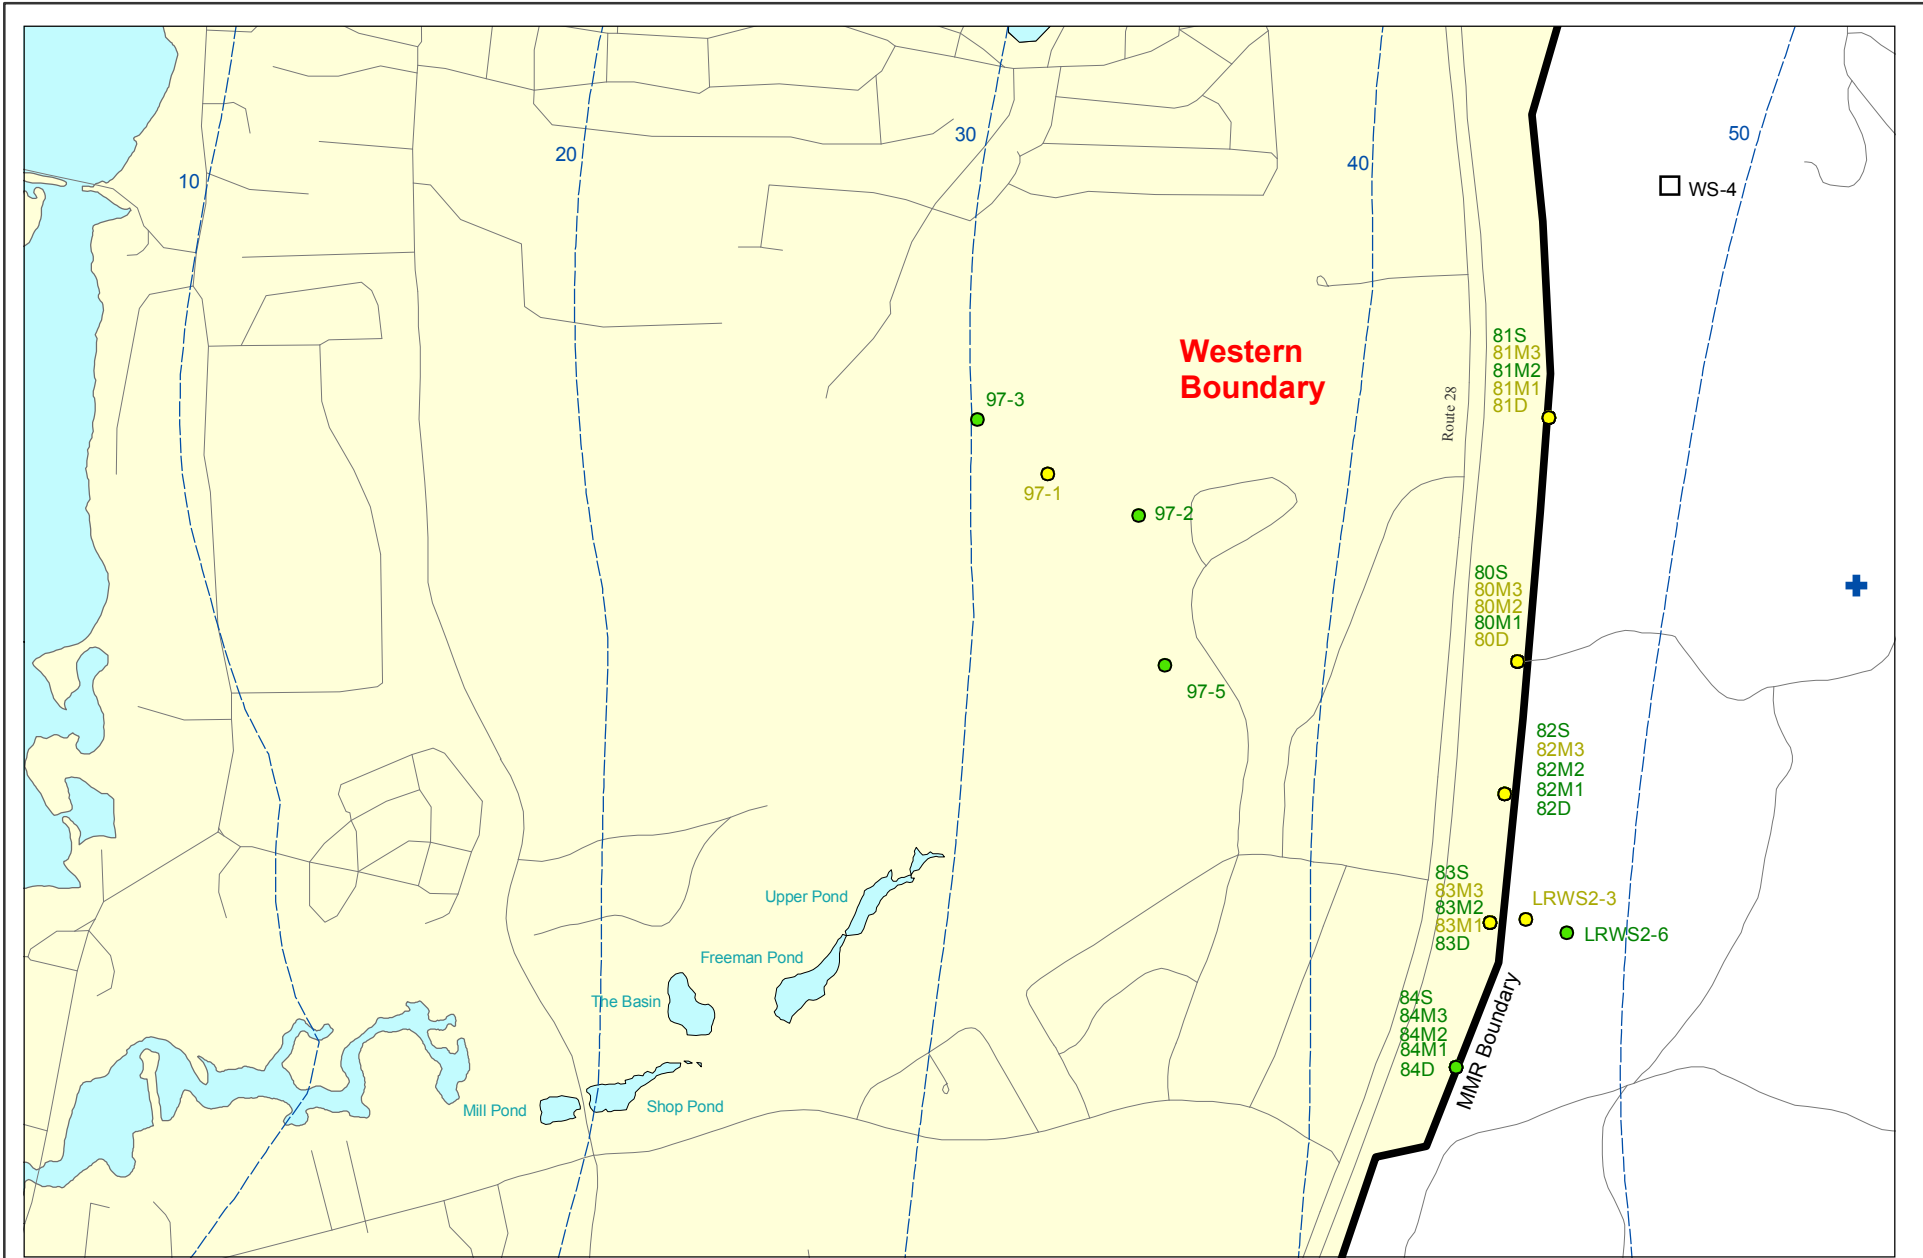 10
20
30
40
50
WS-4
Western
Boundary
Route 28
81S
81M3
81M2
81M1
81D
97-3
97-1
97-2
80S
80M3
80M2
80M1
80D
97-5
82S
82M3
82M2
82M1
82D
83S
83M3
83M2
83M1
83D
LRWS2-3
LRWS2-6
Upper Pond
Freeman Pond
The Basin
84S
84M3
84M2
84M1
84D
MMR Boundary
Mill Pond
Shop Pond